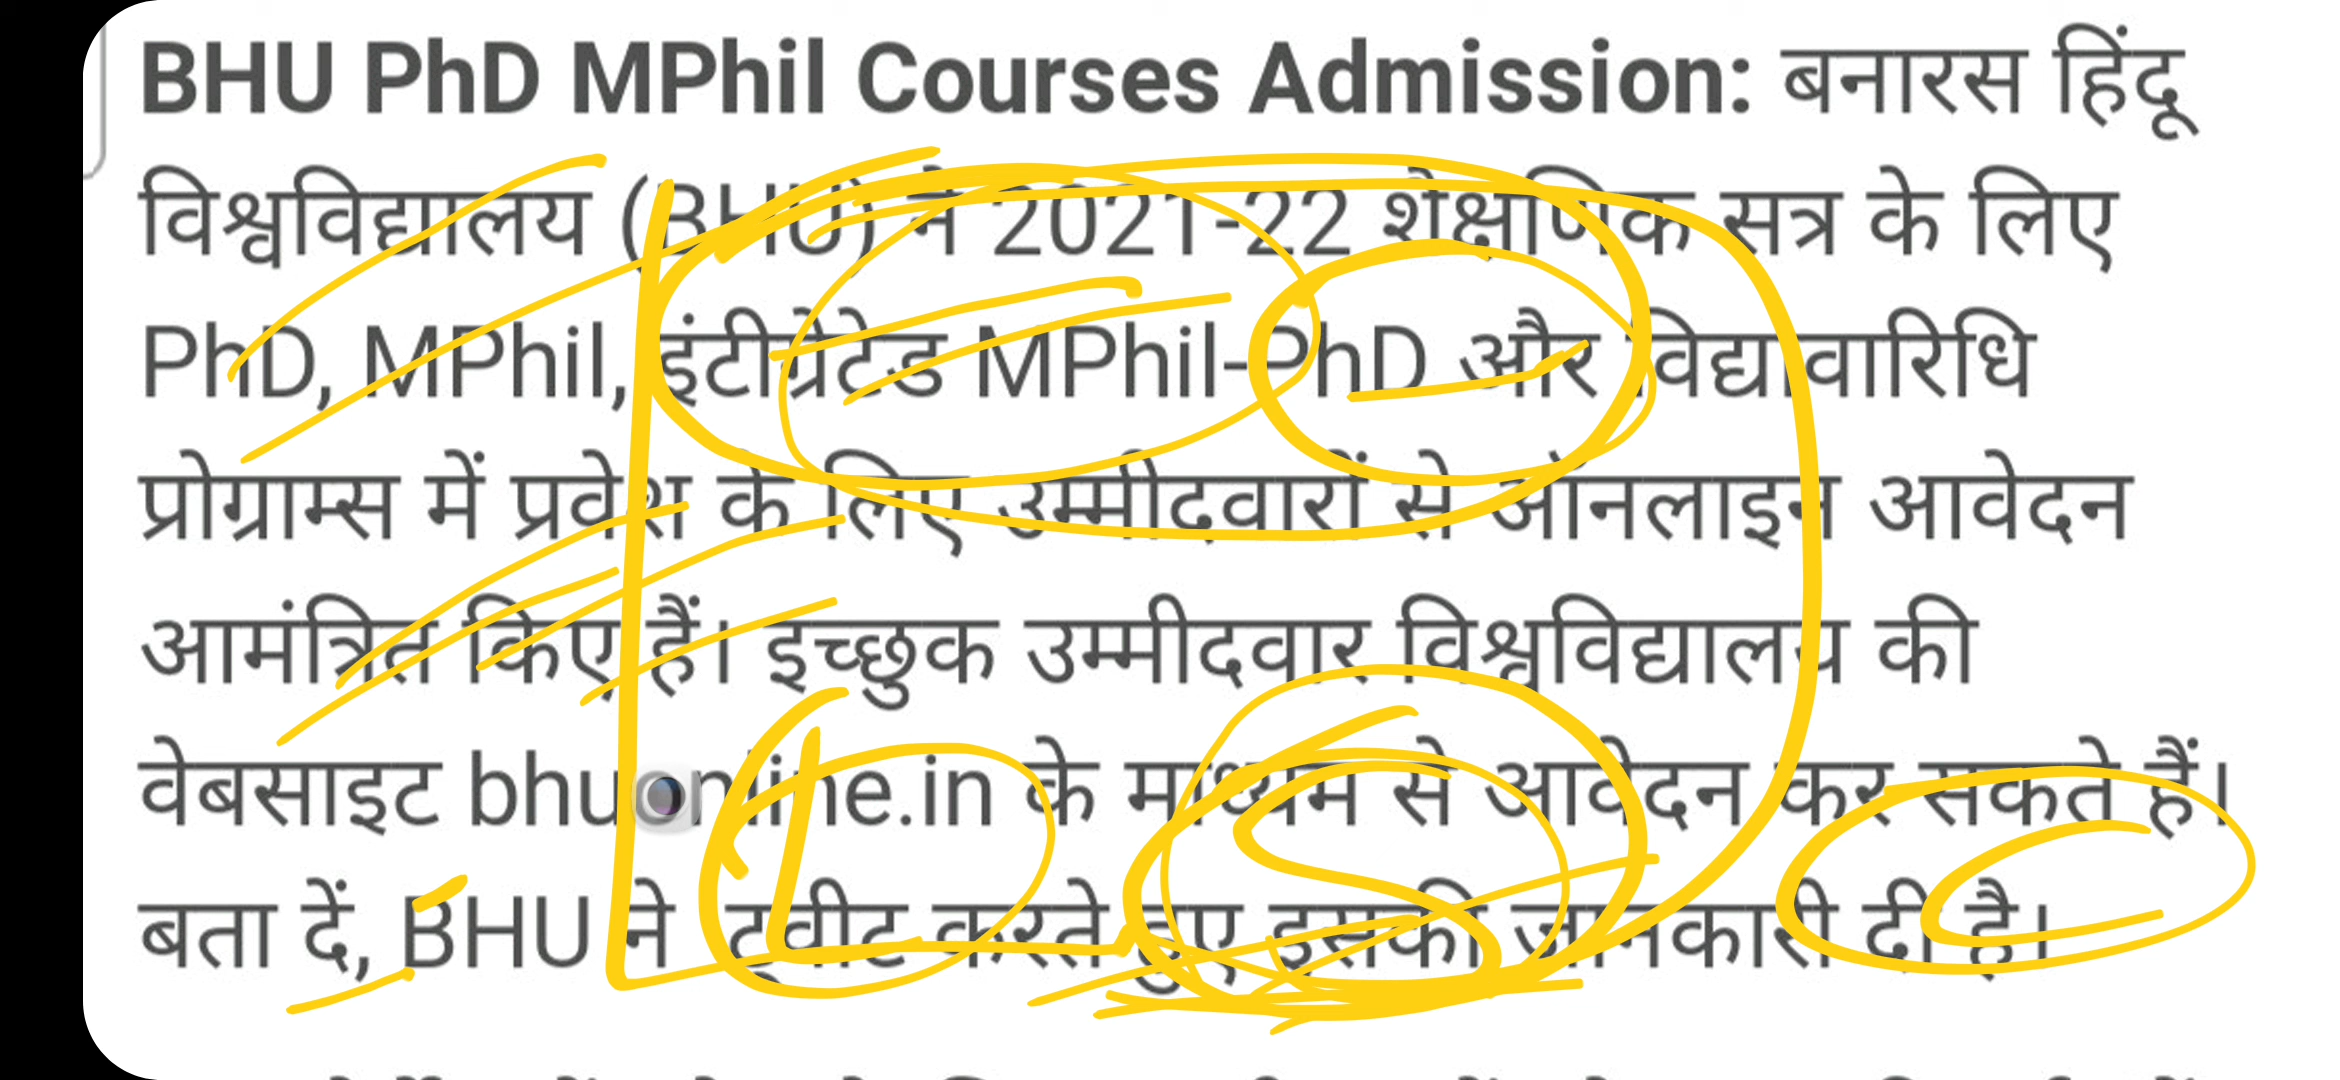 BHU PhD MPhil Courses Admission: बनारस हिंदू
विश्वविद्यालय (BHU) ने 2021-22 शैक्षणिक सत्र के लिए
PhD, MPhil, इंटीग्रेटेड MPhil-PhD और विद्यावारिधि
प्रोग्राम्स में प्रवेश के लिए उम्मीदवारों से ऑनलाइन आवेदन
आमंत्रित किए हैं। इच्छुक उम्मीदवार विश्वविद्यालय की
वेबसाइट bhuonline.in के माध्यम से आवेदन कर सकते हैं।
बता दें, BHU ने ट्वीट करते हुए इसकी जानकारी दी है।